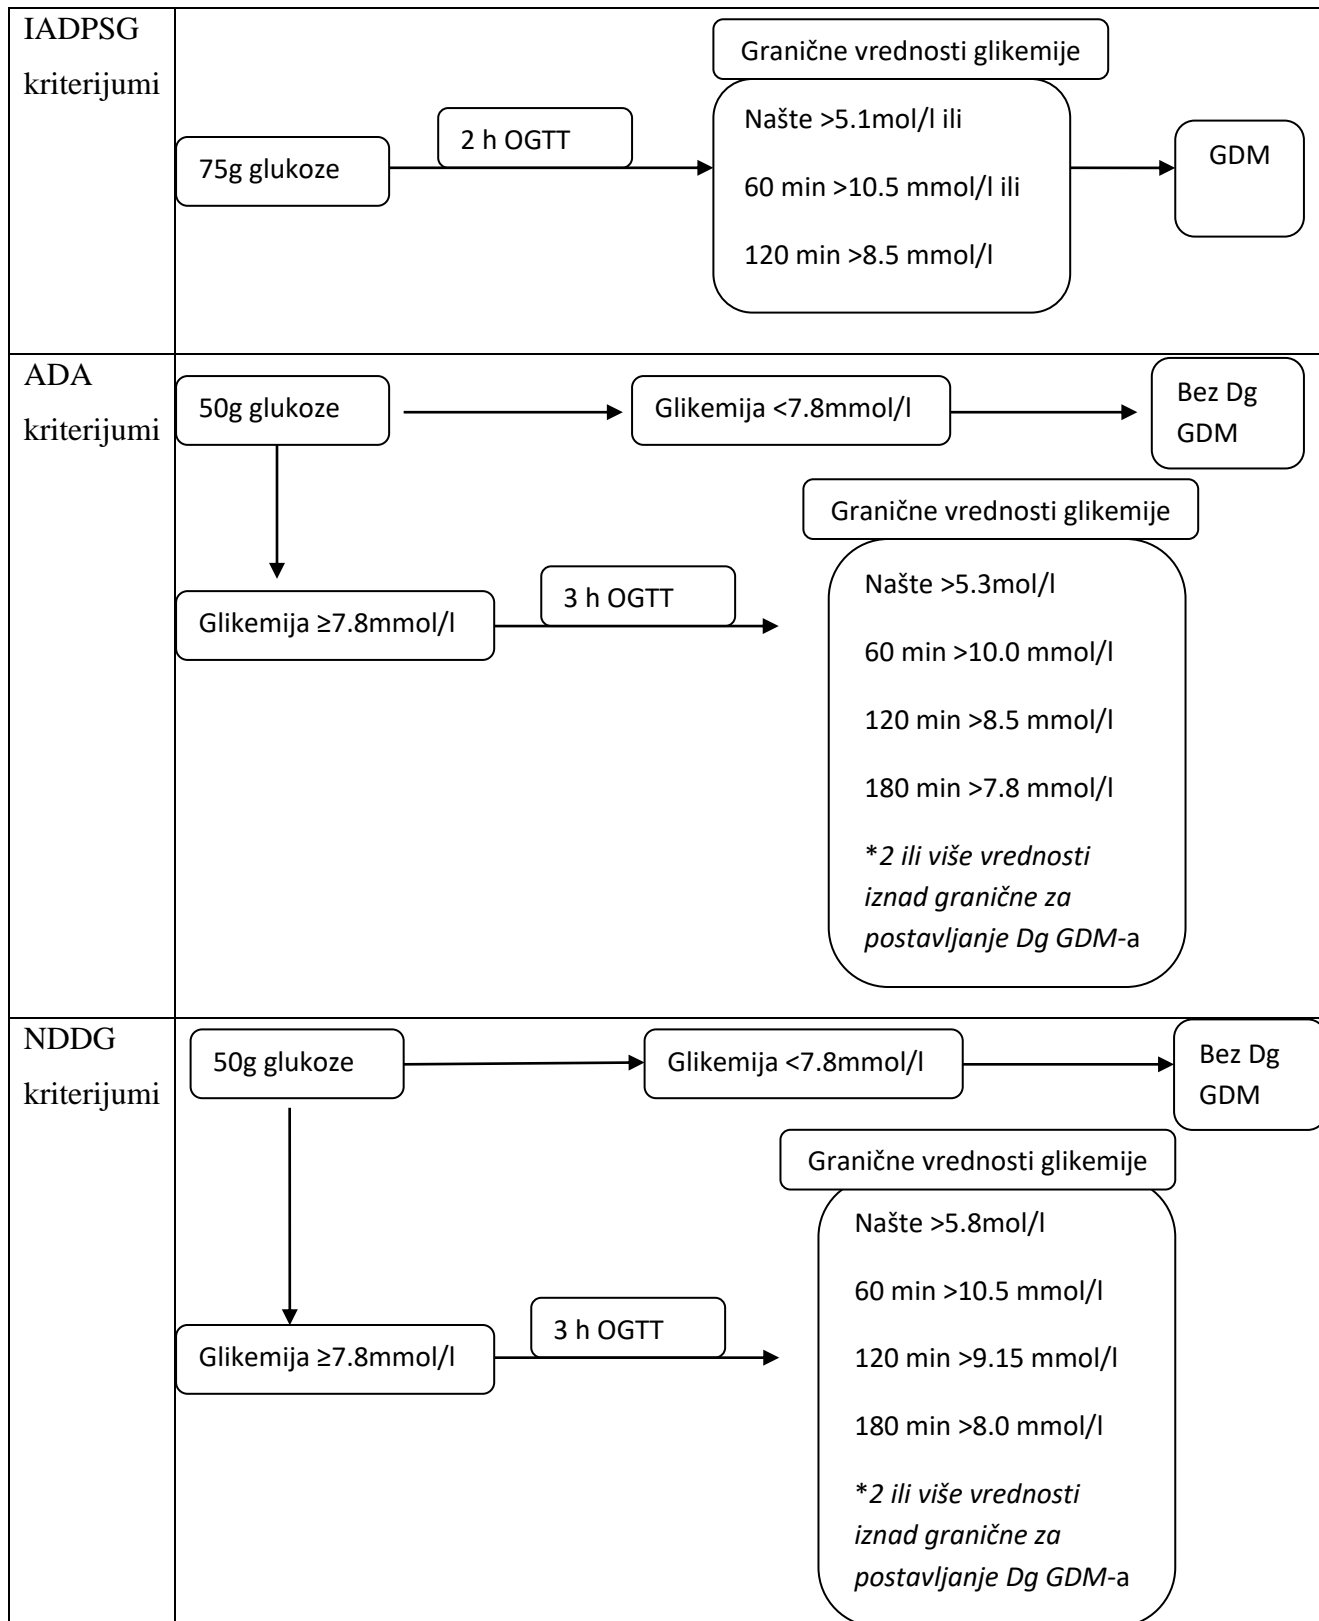 IADPSG
kriterijumi
75g glukoze
2 h OGTT
Granične vrednosti glikemije
Našte >5.1mol/l ili
60 min >10.5 mmol/l ili
120 min >8.5 mmol/l
GDM
ADA
kriterijumi
50g glukoze
Glikemija <7.8mmol/l
Bez Dg
GDM
Glikemija ≥7.8mmol/l
3 h OGTT
Granične vrednosti glikemije
Našte >5.3mol/l
60 min >10.0 mmol/l
120 min >8.5 mmol/l
180 min >7.8 mmol/l
*2 ili više vrednosti
iznad granične za
postavljanje Dg GDM-a
NDDG
kriterijumi
50g glukoze
Glikemija <7.8mmol/l
Bez Dg
GDM
Glikemija ≥7.8mmol/l
3 h OGTT
Granične vrednosti glikemije
Našte >5.8mol/l
60 min >10.5 mmol/l
120 min >9.15 mmol/l
180 min >8.0 mmol/l
*2 ili više vrednosti
iznad granične za
postavljanje Dg GDM-a